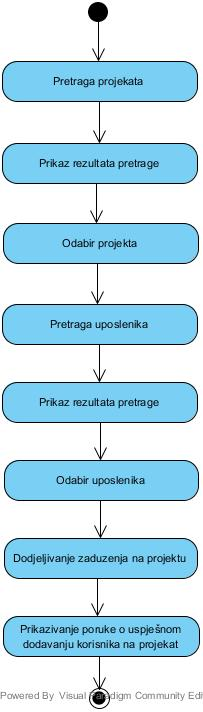 Pretraga projekata
Prikaz rezultata pretrage
Odabir projekta
Pretraga uposlenika
Prikaz rezultata pretrage
Odabir uposlenika
Dodjeljivanje zaduzenja na projektu
Prikazivanje poruke o uspješnom
dodavanju korisnika na projekat
Powered By Visual Paradigm Community Edi